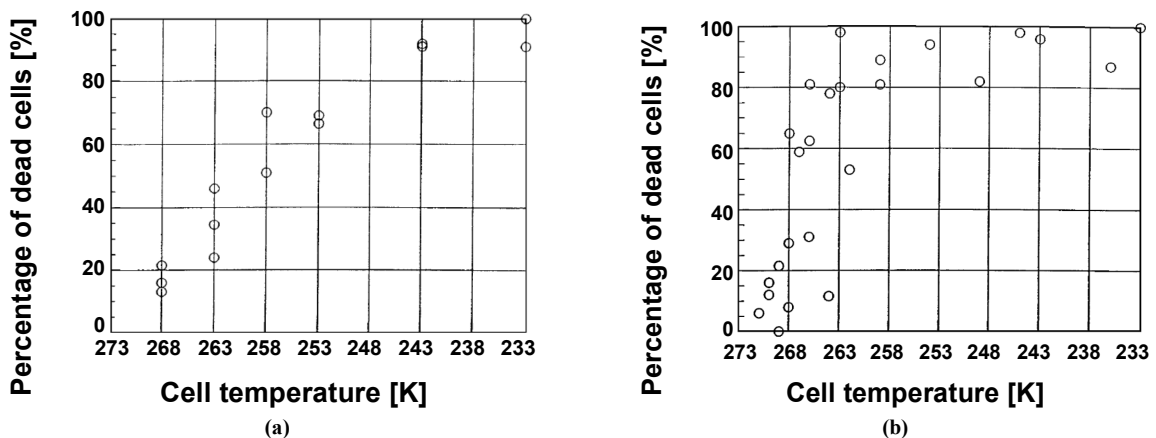 Percentage of dead cells [%]
100
80
60
40
20
0
273 268 263 258 253 248 243 238 233
Cell temperature [K]
(a)
Percentage of dead cells [%]
100
80
60
40
20
0
273 268 263 258 253 248 243 238 233
Cell temperature [K]
(b)